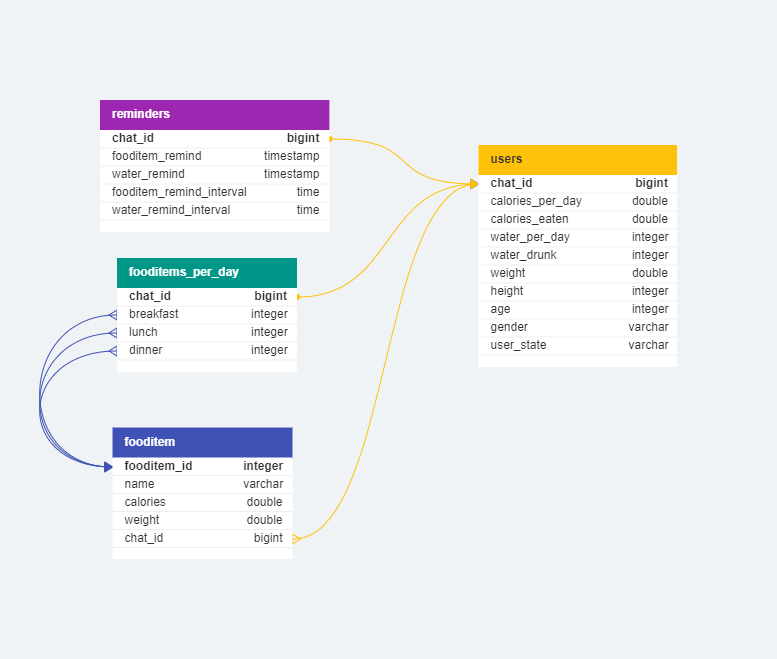 reminders
chat_id bigint
fooditem_remind timestamp
water_remind timestamp
fooditem_remind_interval time
water_remind_interval time
users
chat_id bigint
calories_per_day double
calories_eaten double
water_per_day integer
water_drunk integer
weight double
height integer
age integer
gender varchar
user_state varchar
fooditems_per_day
chat_id bigint
breakfast integer
lunch integer
dinner integer
fooditem
fooditem_id integer
name varchar
calories double
weight double
chat_id bigint